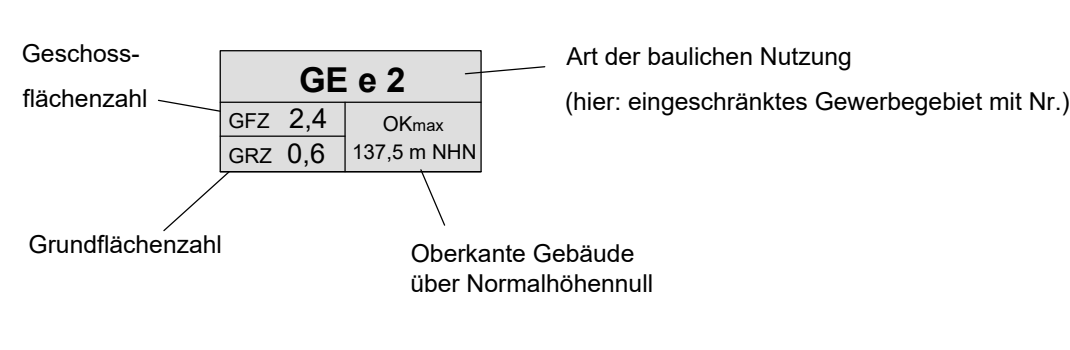 Geschoss-
flächenzahl
GE e 2
GFZ 2,4
GRZ 0,6
OKmax
137,5 m NHN
Art der baulichen Nutzung
(hier: eingeschränktes Gewerbegebiet mit Nr.)
Grundflächenzahl
Oberkante Gebäude
über Normalhöhennull